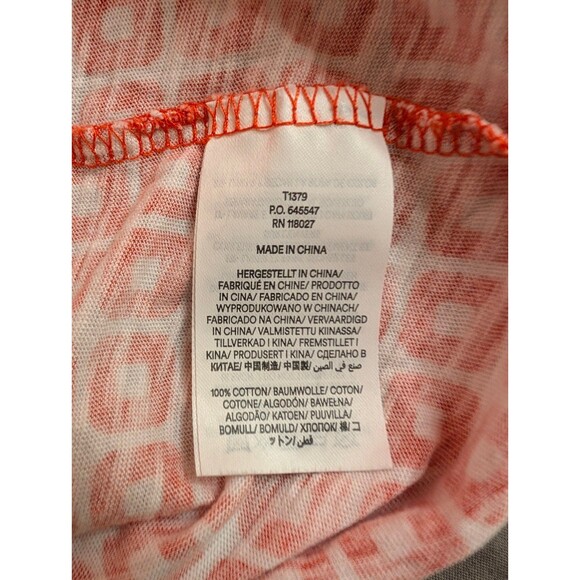 T1379
P.O. 645547
RN 118027
MADE IN CHINA
HERGESTELLT IN CHINA/
FABRIQUÉ EN CHINE/ PRODOTTO
IN CINA/ FABRICADO EN CHINA/
WYPRODUKOWANO W CHINACH/
FABRICADO NA CHINA/ VERVAARDIGD
IN CHINA/ VALMISTETTU KIINASSA/
TILLVERKAD I KINA/ FREMSTILLET I
KINA/ PRODUSERT I KINA/ СДЕЛАНО В
КИТАЕ/ 中国制造/ 中国製/ صنع في الصين
100% COTTON/ BAUMWOLLE/ COTON/
COTONE/ ALGODÓN/ BAWEŁNA/
ALGODÃO/ KATOEN/ PUUVILLA/
BOMULL/ BOMULD/ ХЛОПОК/ 棉/ コ
ットン/ قطن/